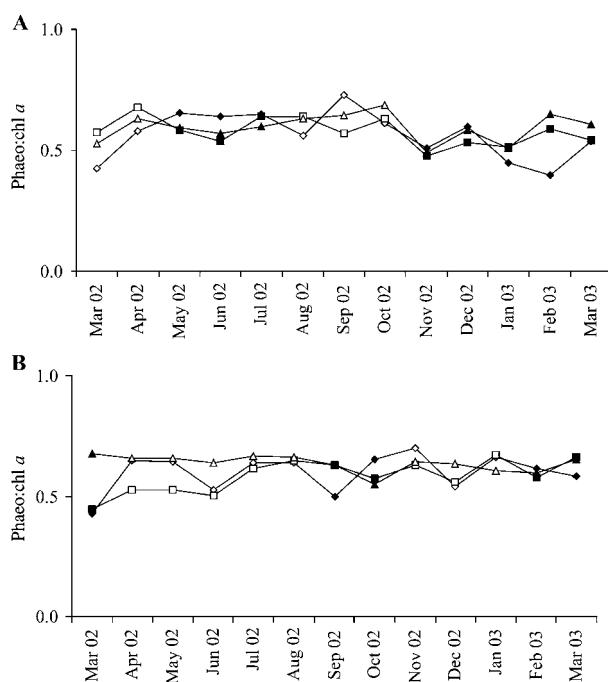 A
1.0
0.5
0.0
Phaeo:chl a
Mar 02
Apr 02
May 02
Jun 02
Jul 02
Aug 02
Sep 02
Oct 02
Nov 02
Dec 02
Jan 03
Feb 03
Mar 03
B
1.0
0.5
0.0
Phaeo:chl a
Mar 02
Apr 02
May 02
Jun 02
Jul 02
Aug 02
Sep 02
Oct 02
Nov 02
Dec 02
Jan 03
Feb 03
Mar 03